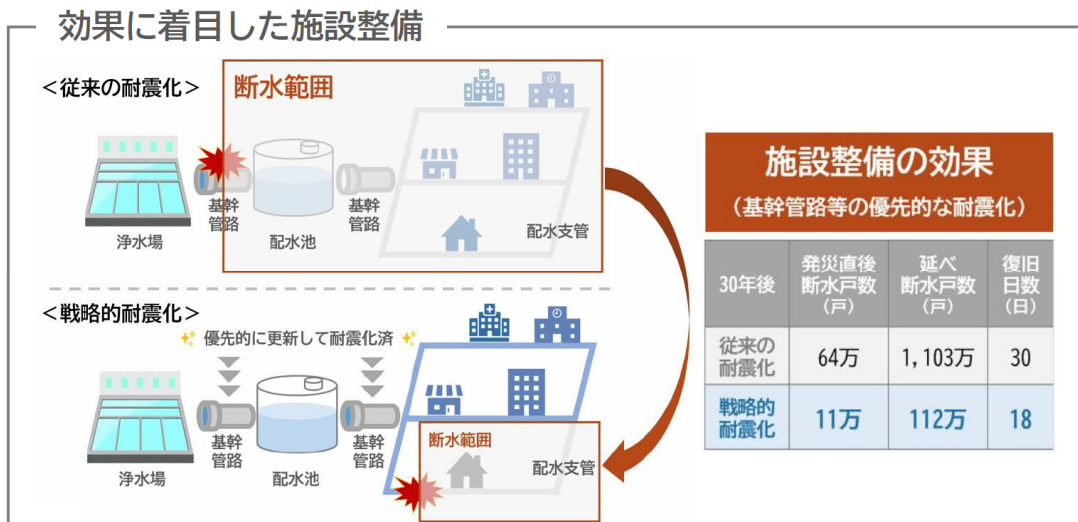 効果に着目した施設整備
<従来の耐震化>
断水範囲
浄水場
基幹
管路
配水池
基幹
管路
配水支管
<戦略的耐震化>
優先的に更新して耐震化済
浄水場
基幹
管路
配水池
基幹
管路
断水範囲
配水支管
施設整備の効果
(基幹管路等の優先的な耐震化)
30年後
発災直後
断水戸数
(戸)
延べ
断水戸数
(戸)
復旧
日数
(日)
従来の
耐震化
64万
1,103万
30
戦略的
耐震化
11万
112万
18